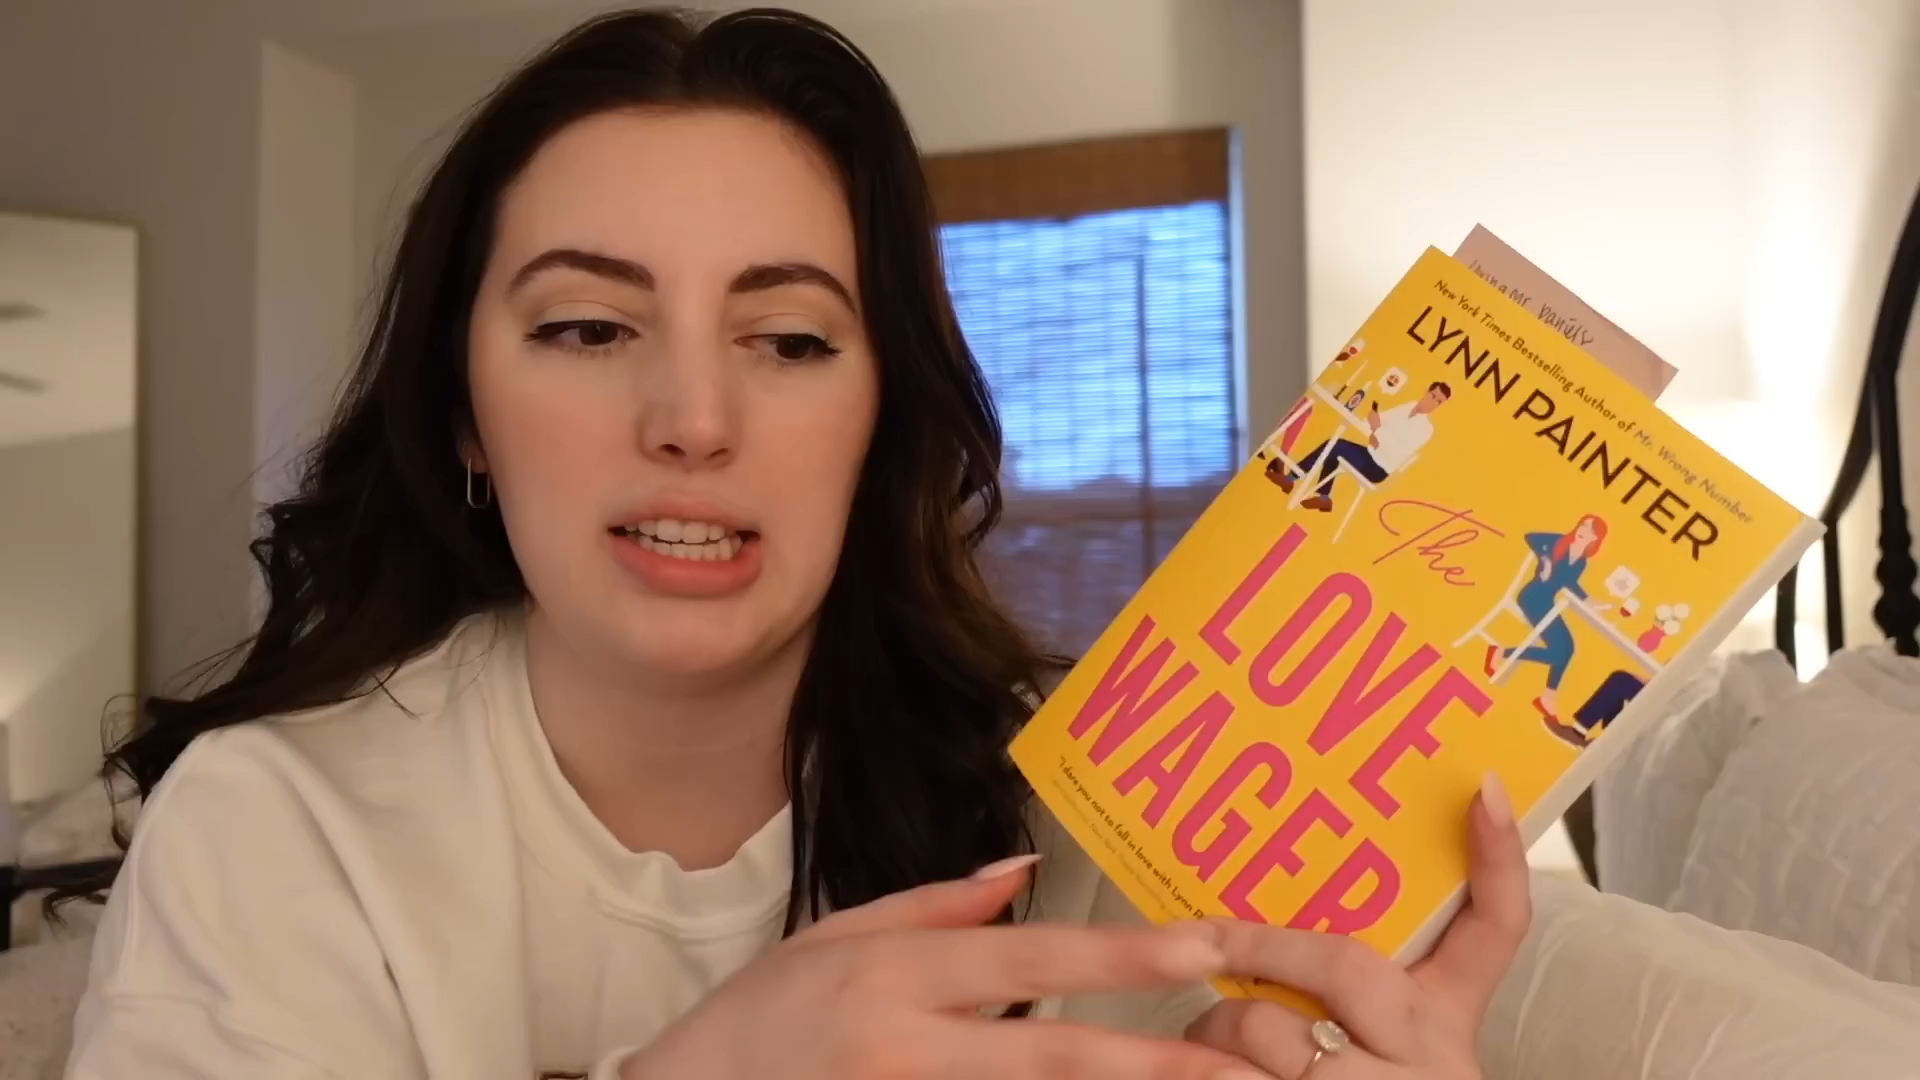 Daniels
New York Times Bestselling Author of Mr. Wrong Number
LYNN PAINTER
The
LOVE
WAGER
"I dare you not to fall in love with Lynn